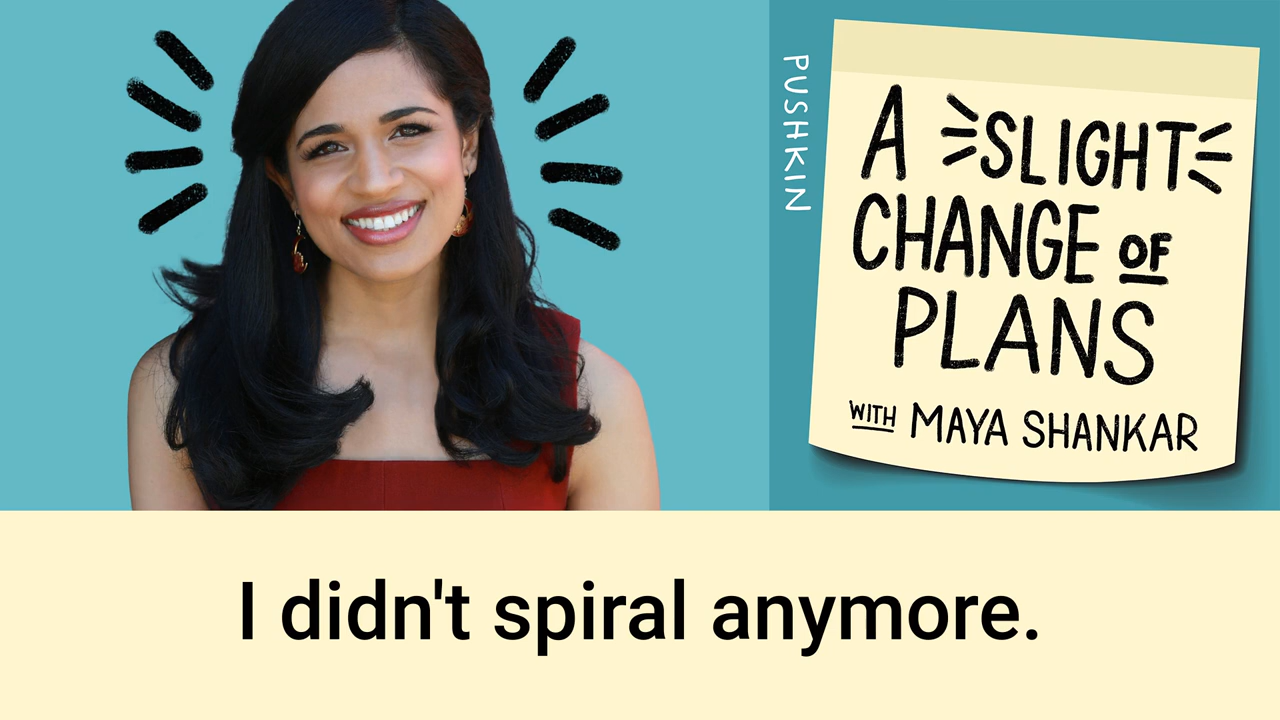 PUSHKIN
A SLIGHT
CHANGE OF
PLANS
WITH MAYA SHANKAR
I didn't spiral anymore.